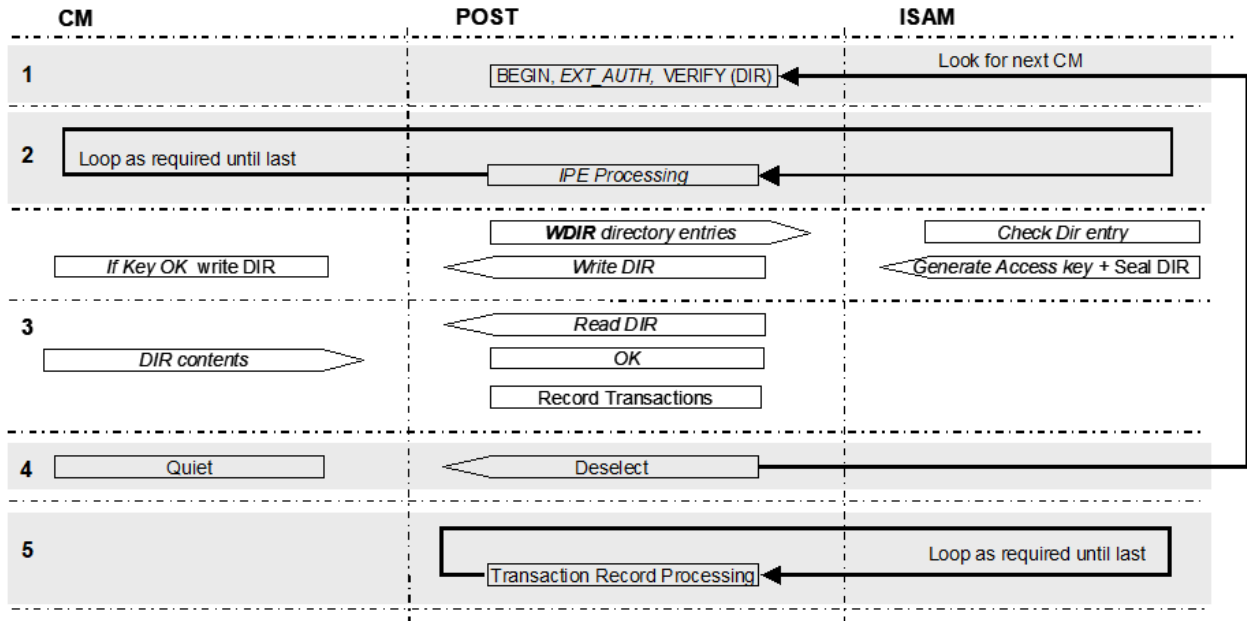 CM POST ISAM
1 BEGIN, EXT_AUTH, VERIFY (DIR) Look for next CM
2 Loop as required until last IPE Processing
WDIR directory entries Check Dir entry
If Key OK write DIR Write DIR Generate Access key + Seal DIR
3 Read DIR
DIR contents OK
Record Transactions
4 Quiet Deselect
5 Loop as required until last
Transaction Record Processing